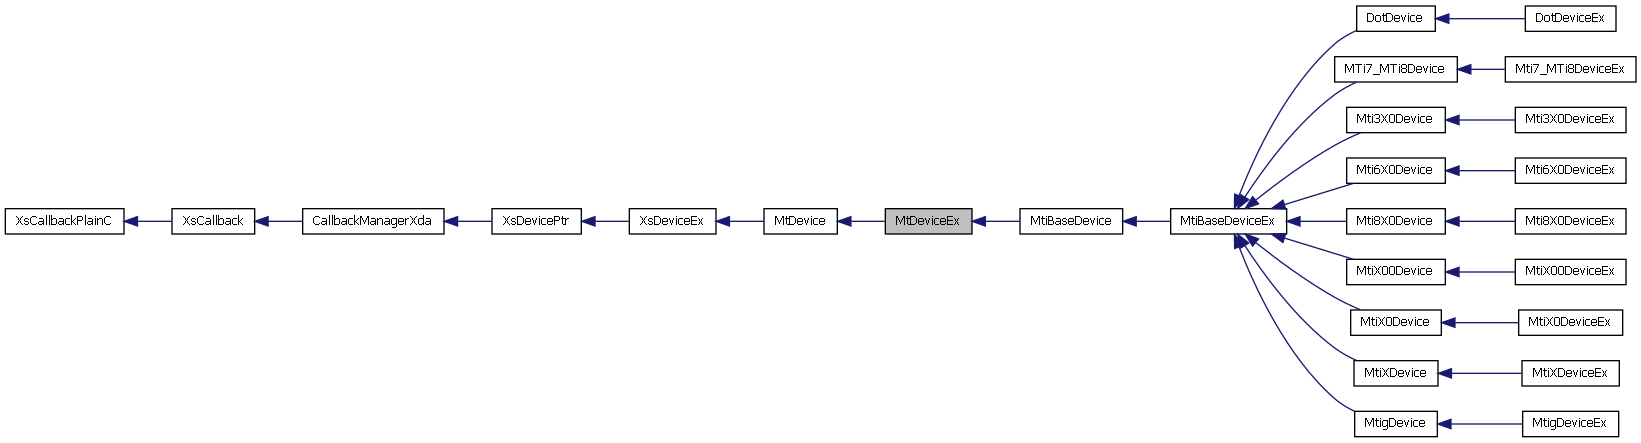 DotDevice
DotDeviceEx
MTi7_MTi8Device
Mti7_MTi8DeviceEx
Mti3X0Device
Mti3X0DeviceEx
Mti6X0Device
Mti6X0DeviceEx
XsCallbackPlainC
XsCallback
CallbackManagerXda
XsDevicePtr
XsDeviceEx
MtDevice
MtDeviceEx
MtiBaseDevice
MtiBaseDeviceEx
Mti8X0Device
Mti8X0DeviceEx
MtiX00Device
MtiX00DeviceEx
MtiX0Device
MtiX0DeviceEx
MtiXDevice
MtiXDeviceEx
MtigDevice
MtigDeviceEx